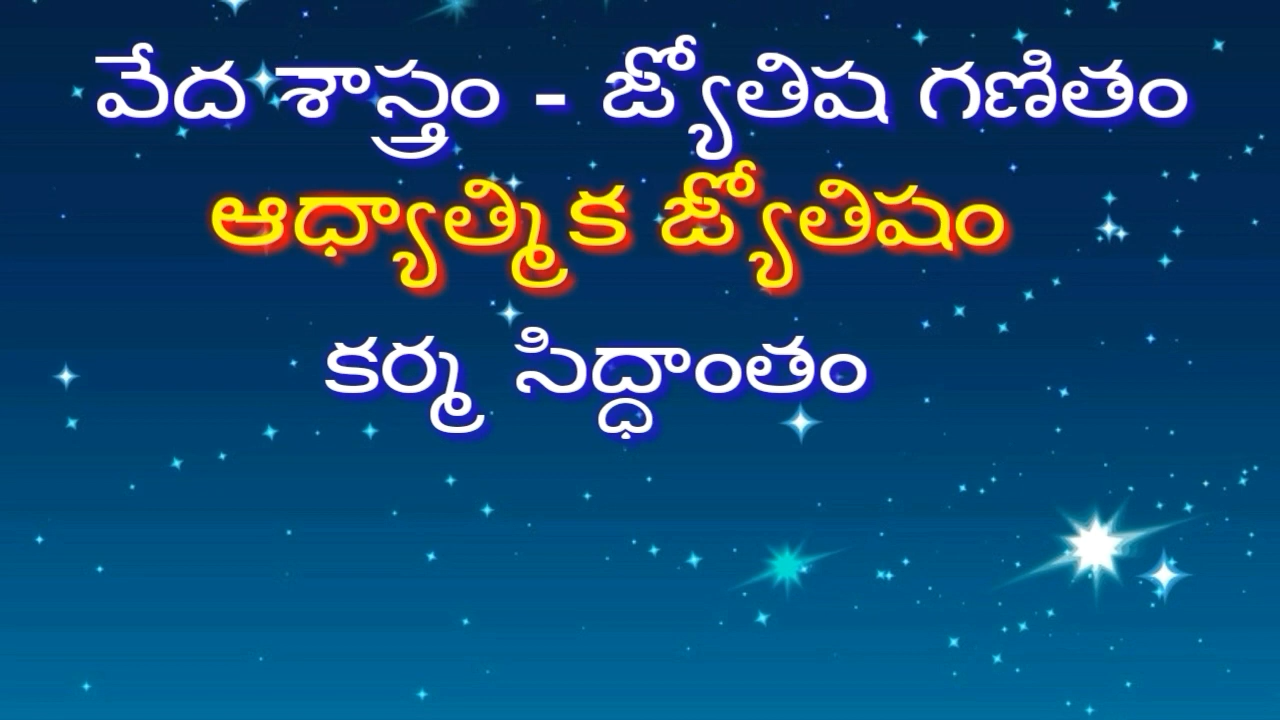 వేద శాస్త్రం - జ్యోతిష గణితం
ఆధ్యాత్మిక జ్యోతిషం
కర్మ సిద్ధాంతం